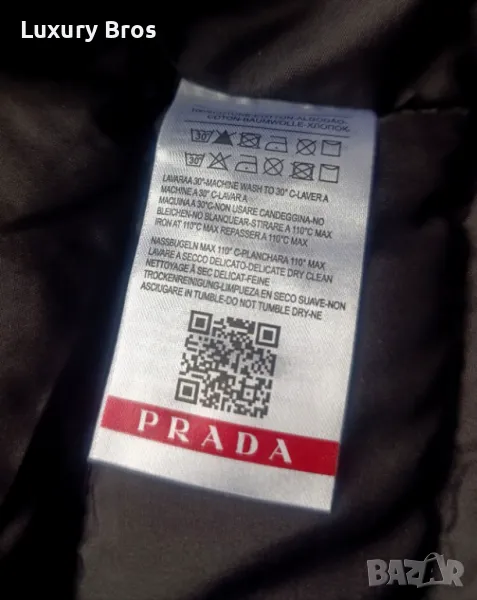 Luxury Bros
COTON-BAUMWOLLE-ХЛОПОК
LAVARAA 30°-MACHINE WASH TO 30° C-LAVER A
MACHINE A 30° C-LAVAR A
MAQUINA A 30°C-NON USARE CANDEGGINA-NO
BLEICHEN-NO BLANQUEAR-STIRARE A 110°C MAX
IRON AT 110°C MAX REPASSER A 110°C MAX
NASSBUGELN MAX 110° C-PLANCHARA 110° MAX
LAVARE A SECCO DELICATO-DELICATE DRY CLEAN
NETTOYAGE À SEC DELICAT-FEINE
TROCKENREINIGUNG-LIMPIEZA EN SECO SUAVE-NON
ASCIUGARE IN TUMBLE-DO NOT TUMBLE DRY-NE
PRADA
BAZAR